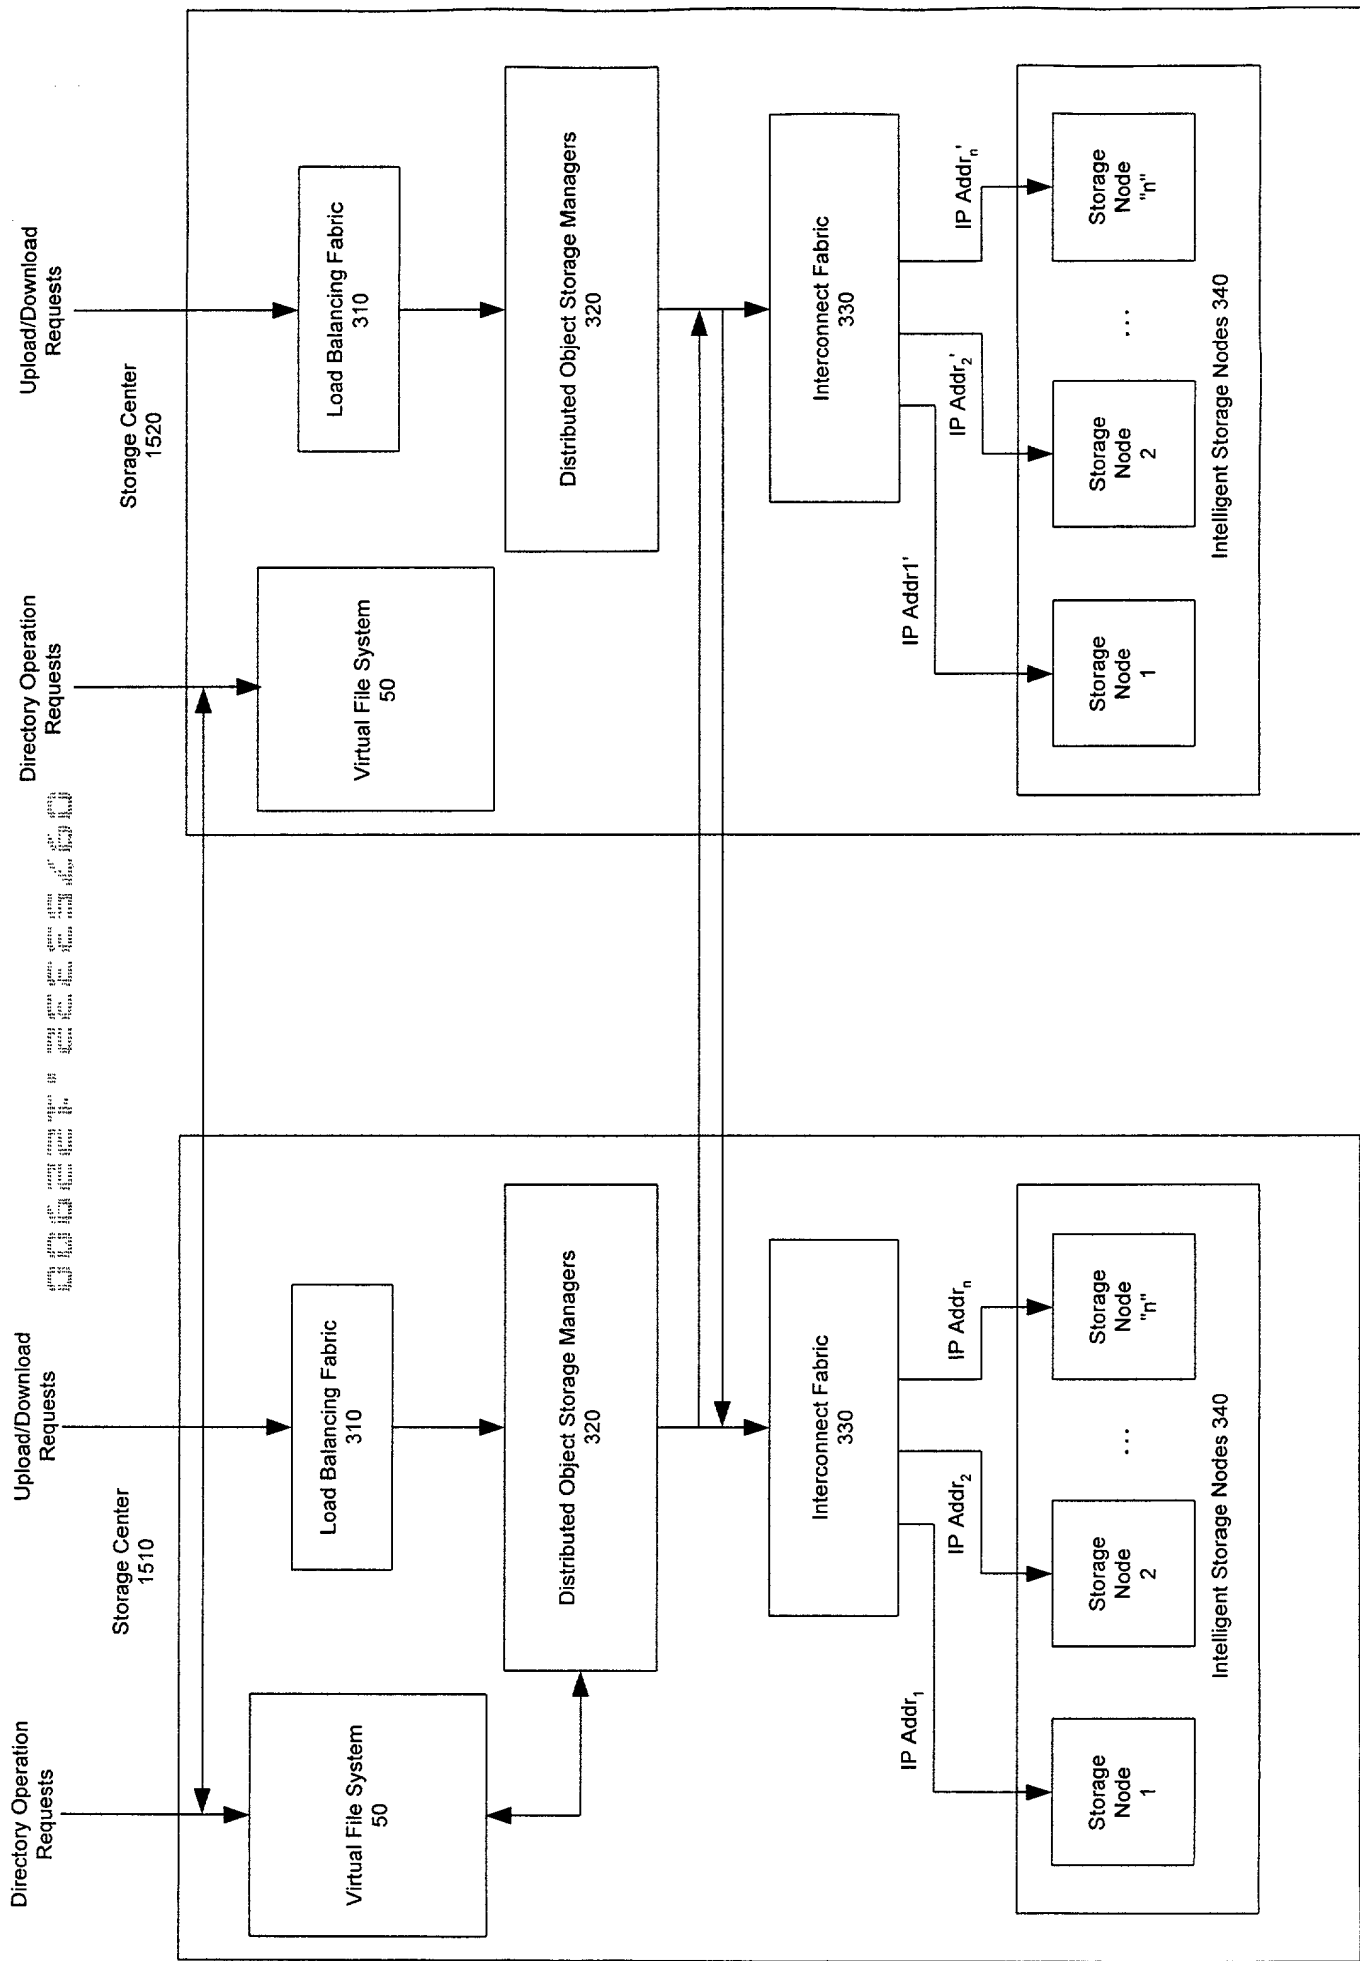 Directory Operation
Requests
Upload/Download
Requests
Directory Operation
Requests
Upload/Download
Requests
Storage Center
1510
Storage Center
1520
Virtual File System
50
Load Balancing Fabric
310
Virtual File System
50
Load Balancing Fabric
310
Distributed Object Storage Managers
320
Distributed Object Storage Managers
320
Interconnect Fabric
330
Interconnect Fabric
330
IP Addr1
IP Addr2
IP Addrn
IP Addr1'
IP Addr2'
IP Addrn'
Storage
Node
1
Storage
Node
2
...
Storage
Node
"n"
Intelligent Storage Nodes 340
Storage
Node
1
Storage
Node
2
...
Storage
Node
"n"
Intelligent Storage Nodes 340